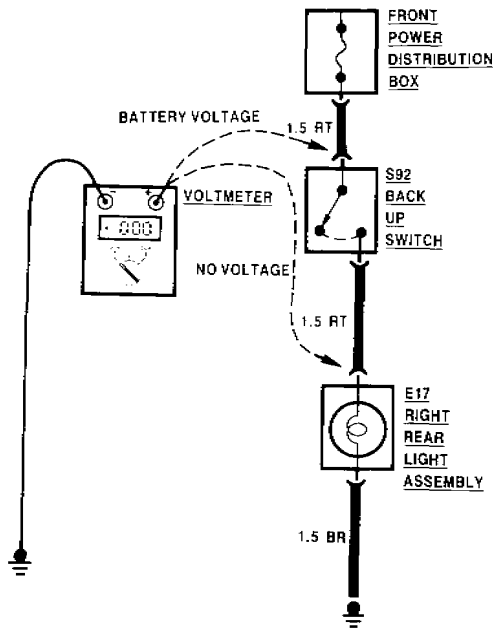 FRONT
POWER
DISTRIBUTION
BOX
BATTERY VOLTAGE
1.5 RT
S92
BACK
UP
SWITCH
- +
VOLTMETER
000
NO VOLTAGE
1.5 RT
E17
RIGHT
REAR
LIGHT
ASSEMBLY
1.5 BR